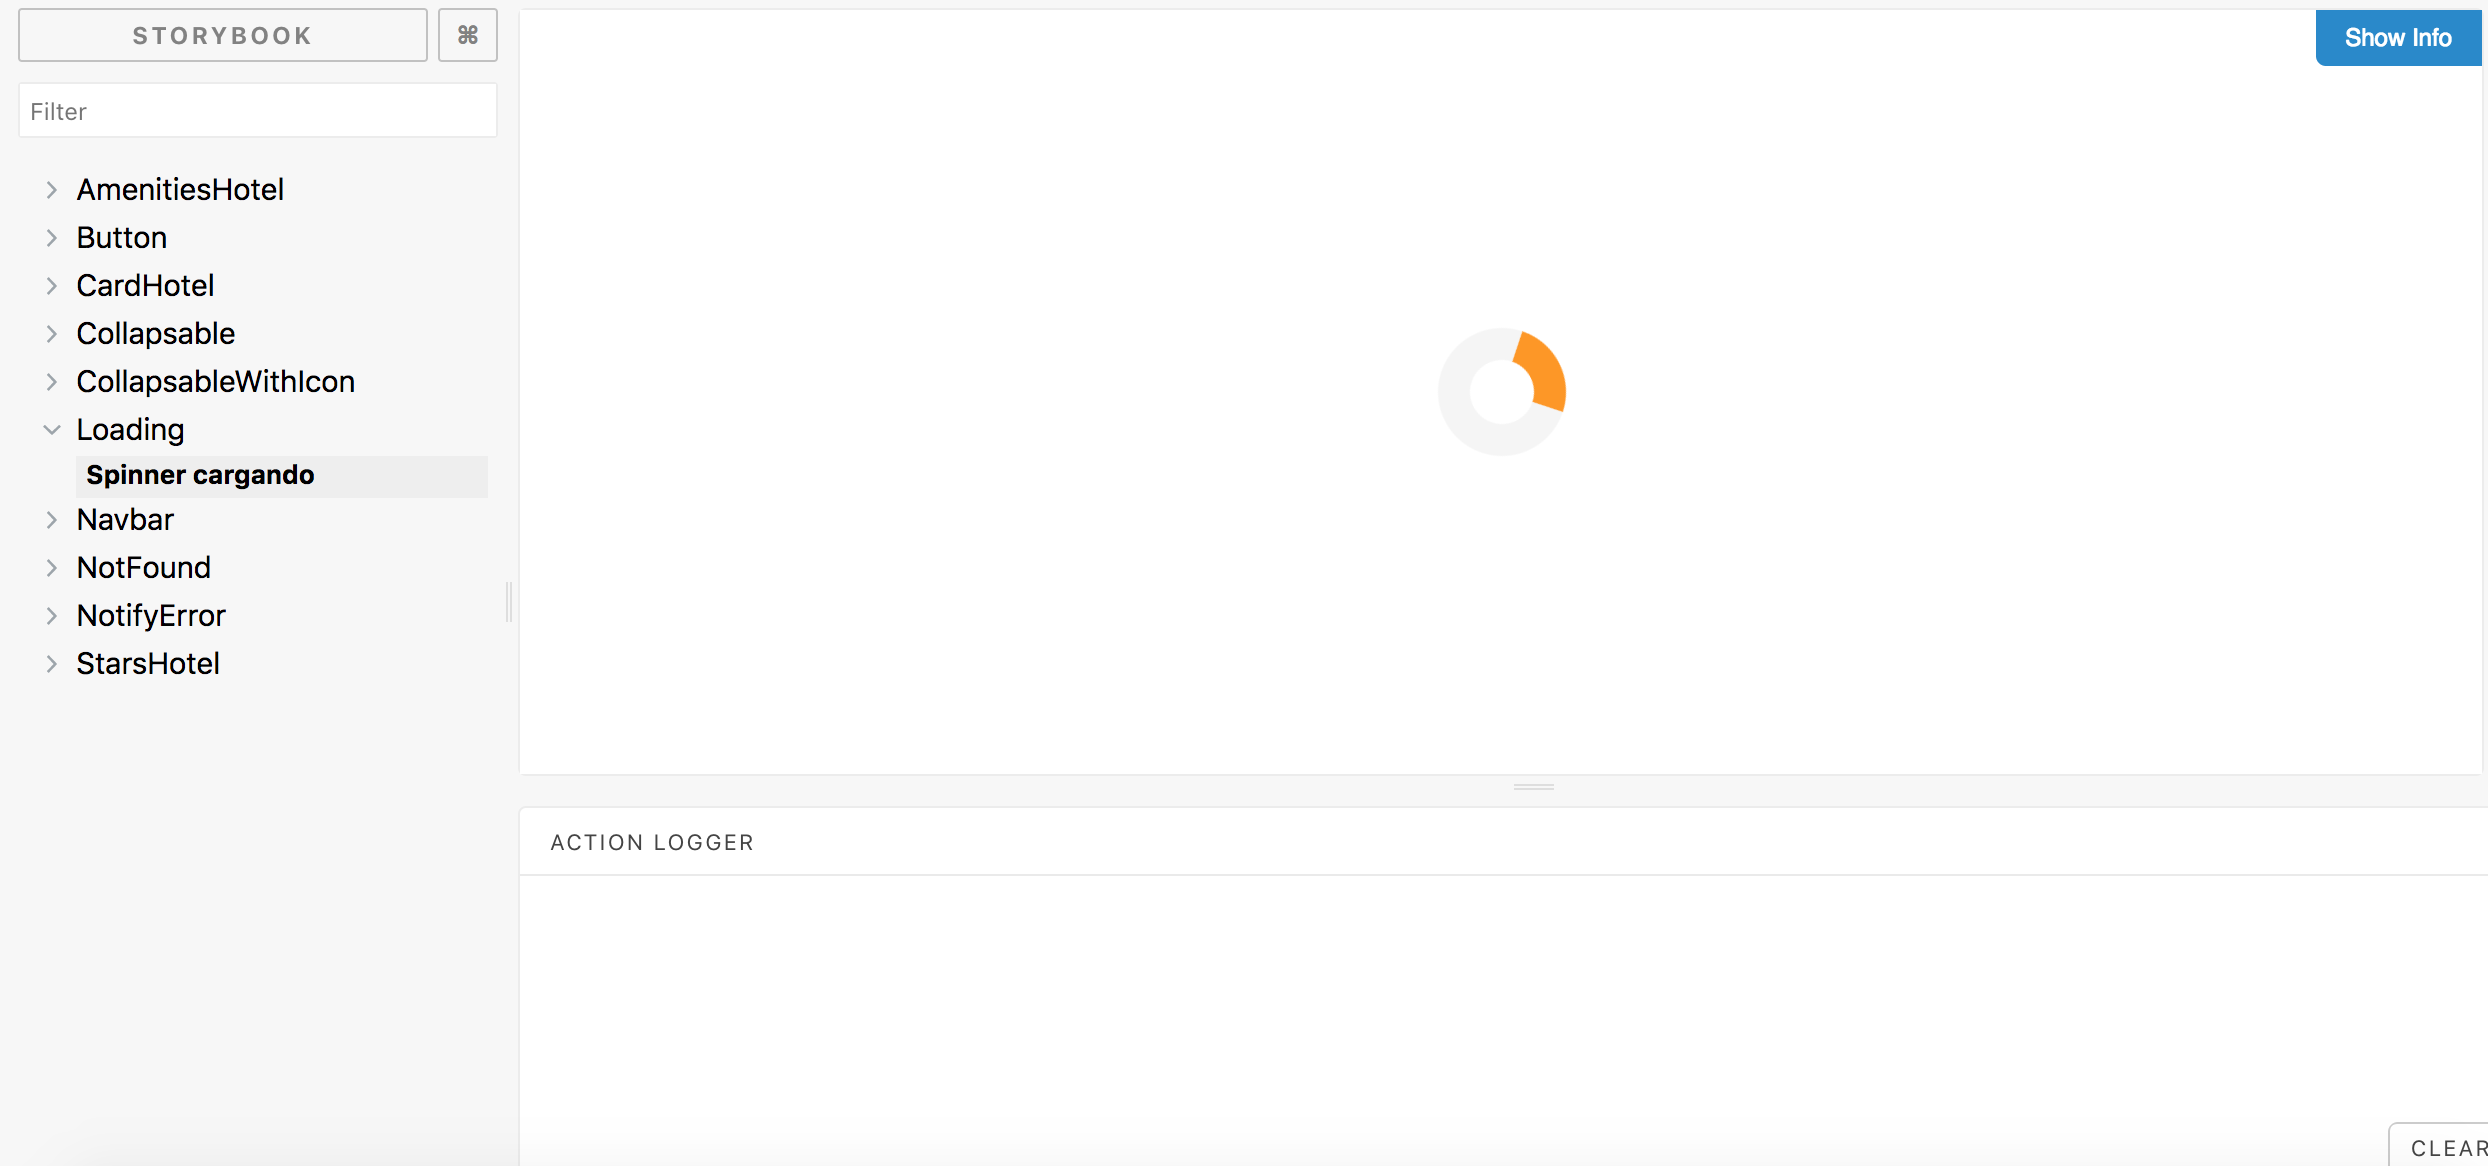 STORYBOOK ⌘
Filter
AmenitiesHotel
Button
CardHotel
Collapsable
CollapsableWithIcon
Loading
Spinner cargando
Navbar
NotFound
NotifyError
StarsHotel
Show Info
ACTION LOGGER
CLEAR